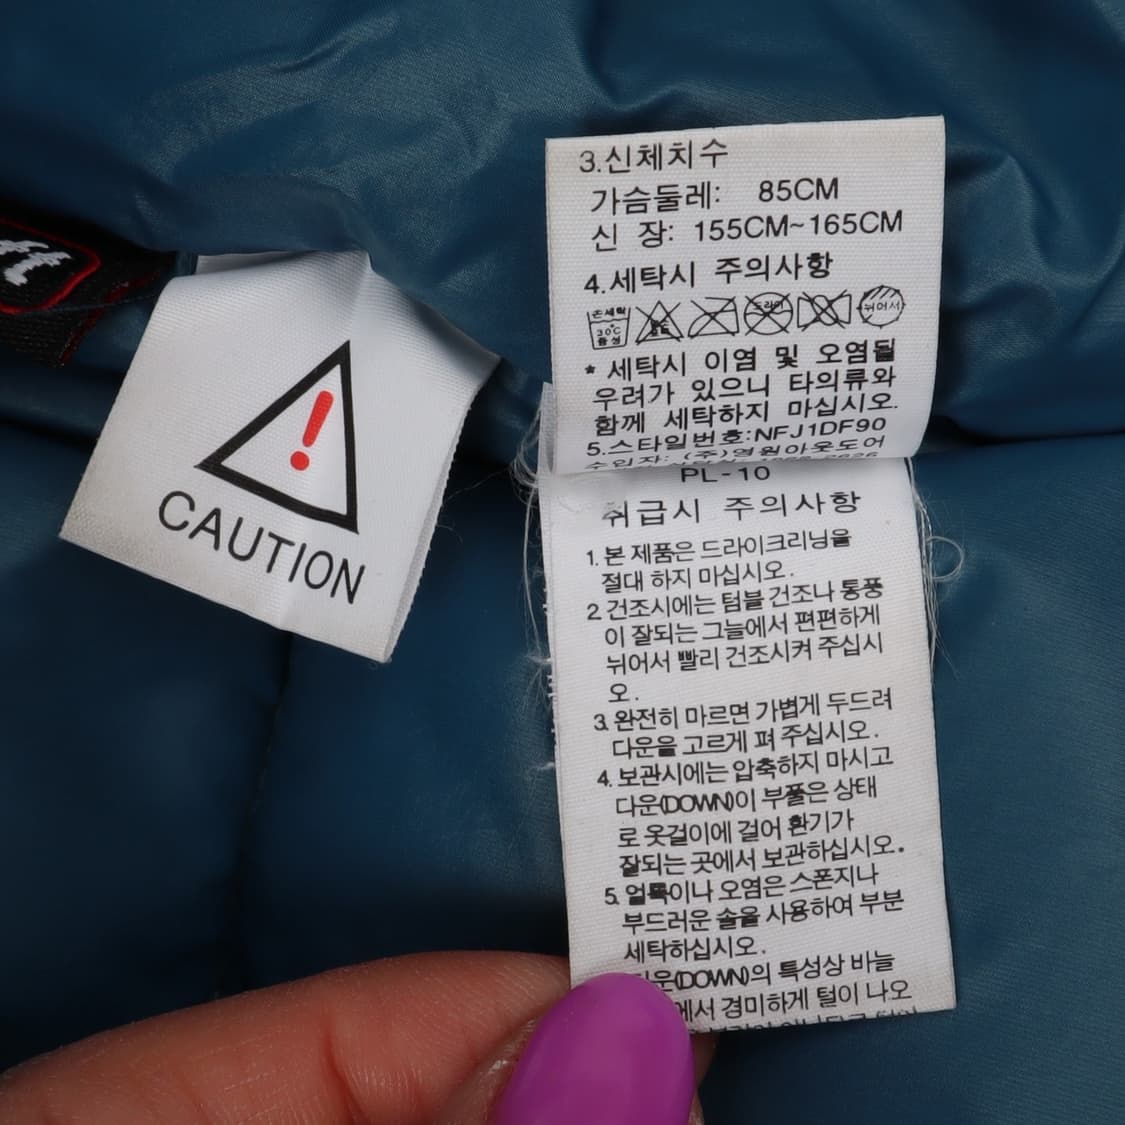 3.신체치수
가슴둘레: 85CM
신 장: 155CM~165CM
4.세탁시 주의사항
손세탁 30℃ 중성 드라이 뉘어서
* 세탁시 이염 및 오염될
우려가 있으니 타의류와
함께 세탁하지 마십시오.
5.스타일번호:NFJ1DF90
수입자: (주)영원아웃도어
PL-10
취급시 주의사항
1. 본 제품은 드라이크리닝을
절대 하지 마십시오.
2. 건조시에는 텀블 건조나 통풍
이 잘되는 그늘에서 편편하게
뉘어서 빨리 건조시켜 주십시
오.
3. 완전히 마르면 가볍게 두드려
다운을 고르게 펴 주십시오.
4. 보관시에는 압축하지 마시고
다운(DOWN)이 부풀은 상태
로 옷걸이에 걸어 환기가
잘되는 곳에서 보관하십시오.
5. 얼룩이나 오염은 스폰지나
부드러운 솔을 사용하여 부분
세탁하십시오.
다운(DOWN)의 특성상 바늘
에서 경미하게 털이 나오
CAUTION
ft